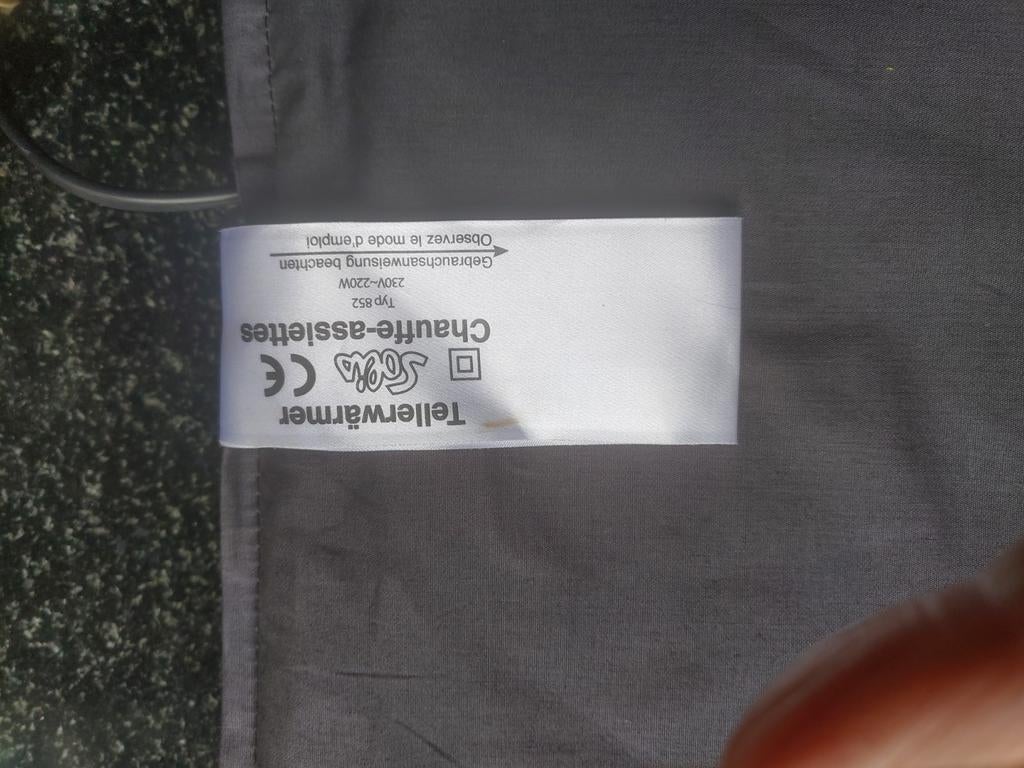 Tellerwärmer
Solis CE
Chauffe-assiettes
Typ 852
230V~220W
Gebrauchsanweisung beachten
Observez le mode d'emploi